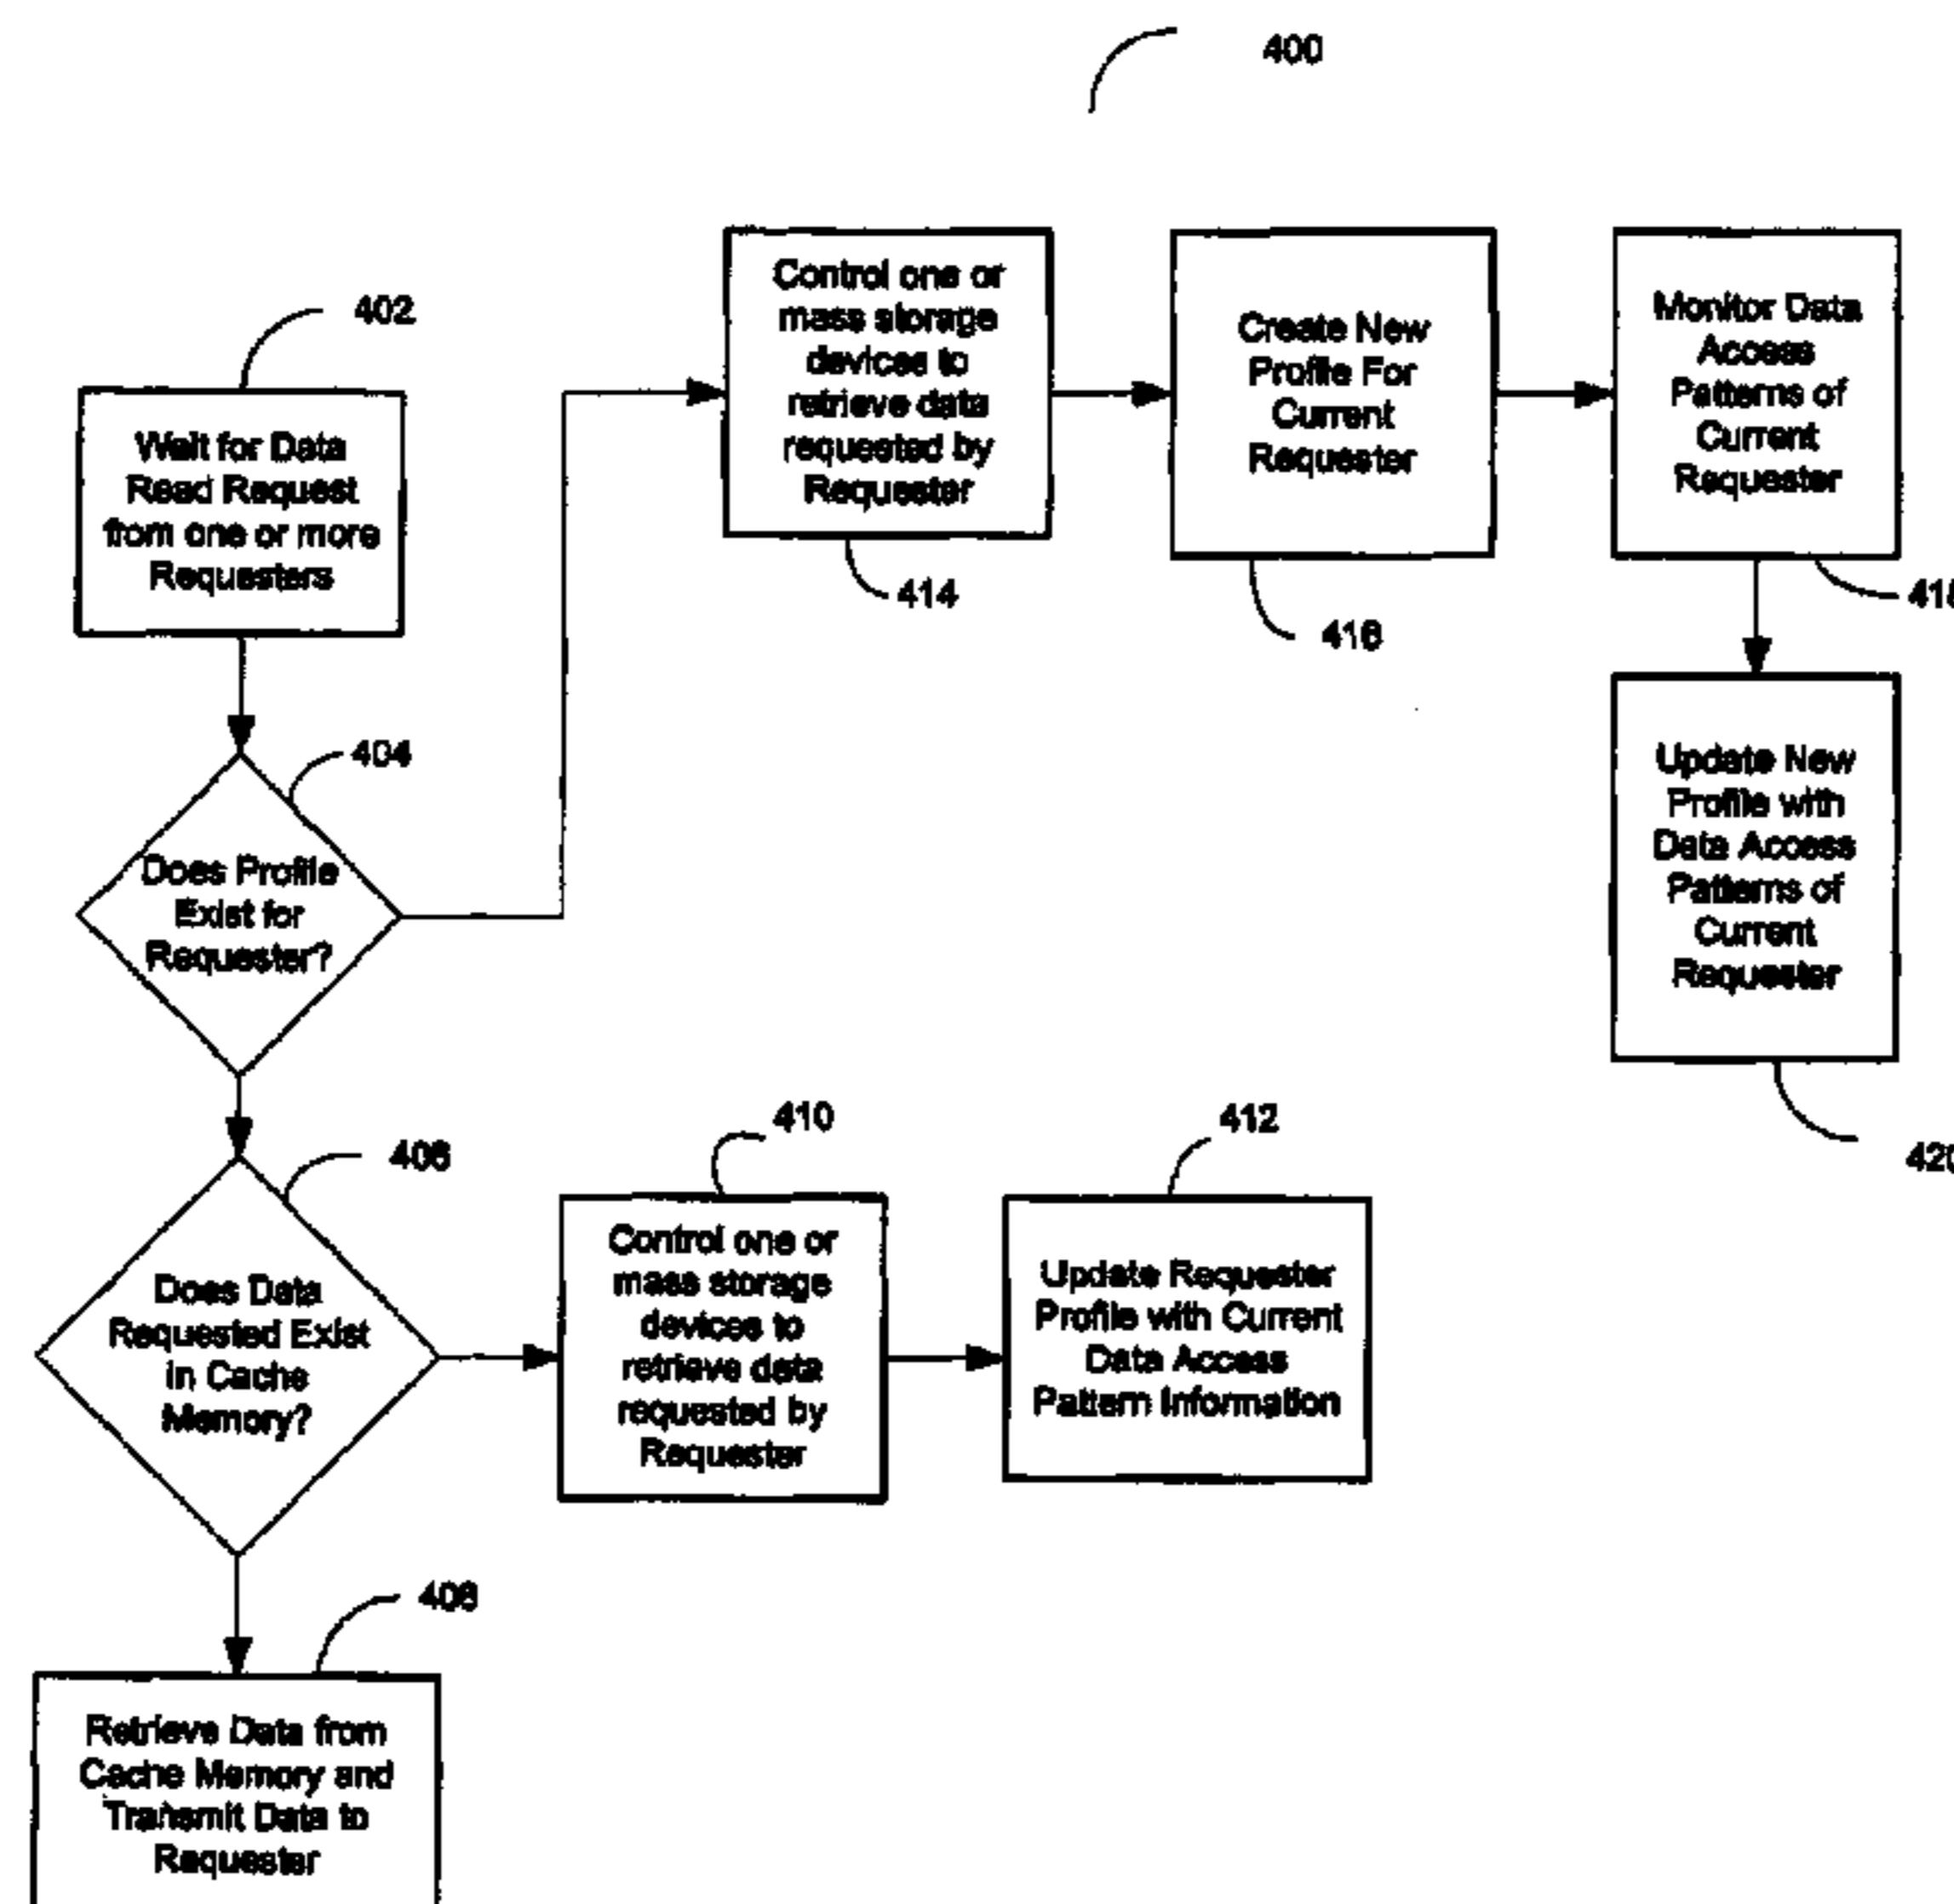 400
402
Wait for Data
Read Request
from one or more
Requesters
404
Does Profile
Exist for
Requester?
414
Control one or
mass storage
devices to
retrieve data
requested by
Requester
416
Create New
Profile For
Current
Requester
Monitor Data
Access
Patterns of
Current
Requester
Update New
Profile with
Data Access
Patterns of
Current
Requester
420
406
Does Data
Requested Exist
in Cache
Memory?
410
Control one or
mass storage
devices to
retrieve data
requested by
Requester
412
Update Requester
Profile with Current
Data Access
Pattern Information
408
Retrieve Data from
Cache Memory and
Transmit Data to
Requester